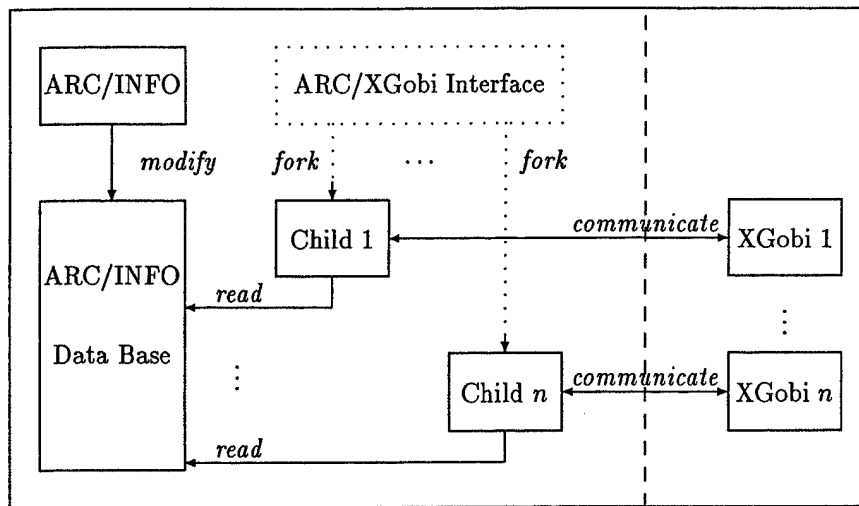 ARC/INFO
ARC/XGobi Interface
modify
fork
...
fork
Child 1
communicate
XGobi 1
ARC/INFO
Data Base
read
⋮
⋮
Child n
communicate
XGobi n
read